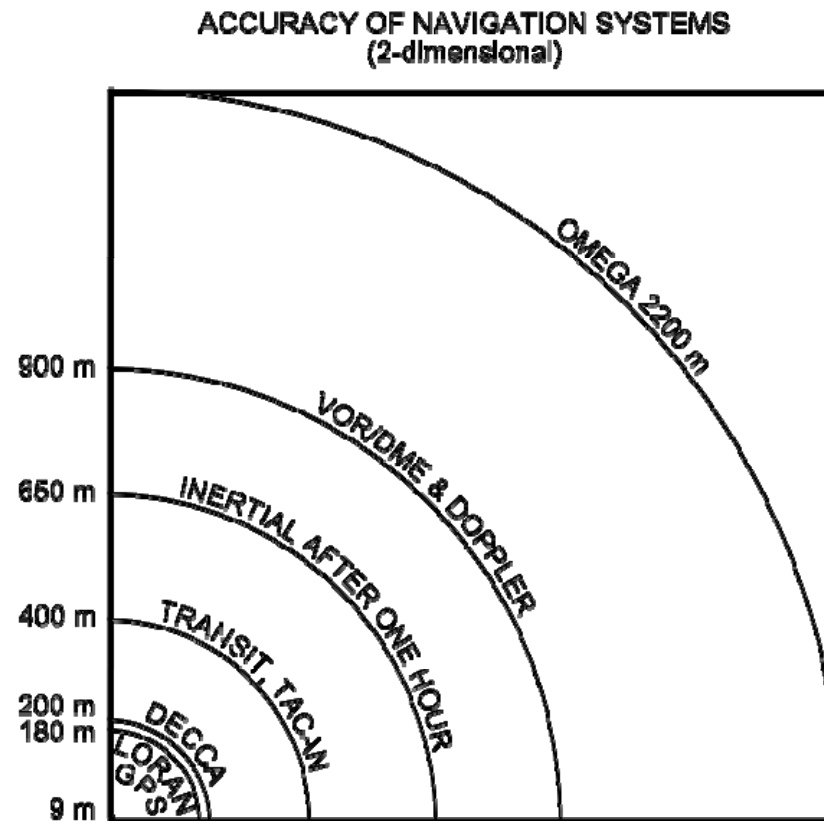 ACCURACY OF NAVIGATION SYSTEMS
(2-dimensional)
OMEGA 2200 m
900 m
VOR/DME & DOPPLER
650 m
INERTIAL AFTER ONE HOUR
400 m
TRANSIT, TACAN
200 m
DECCA
180 m
LORAN
GPS
9 m